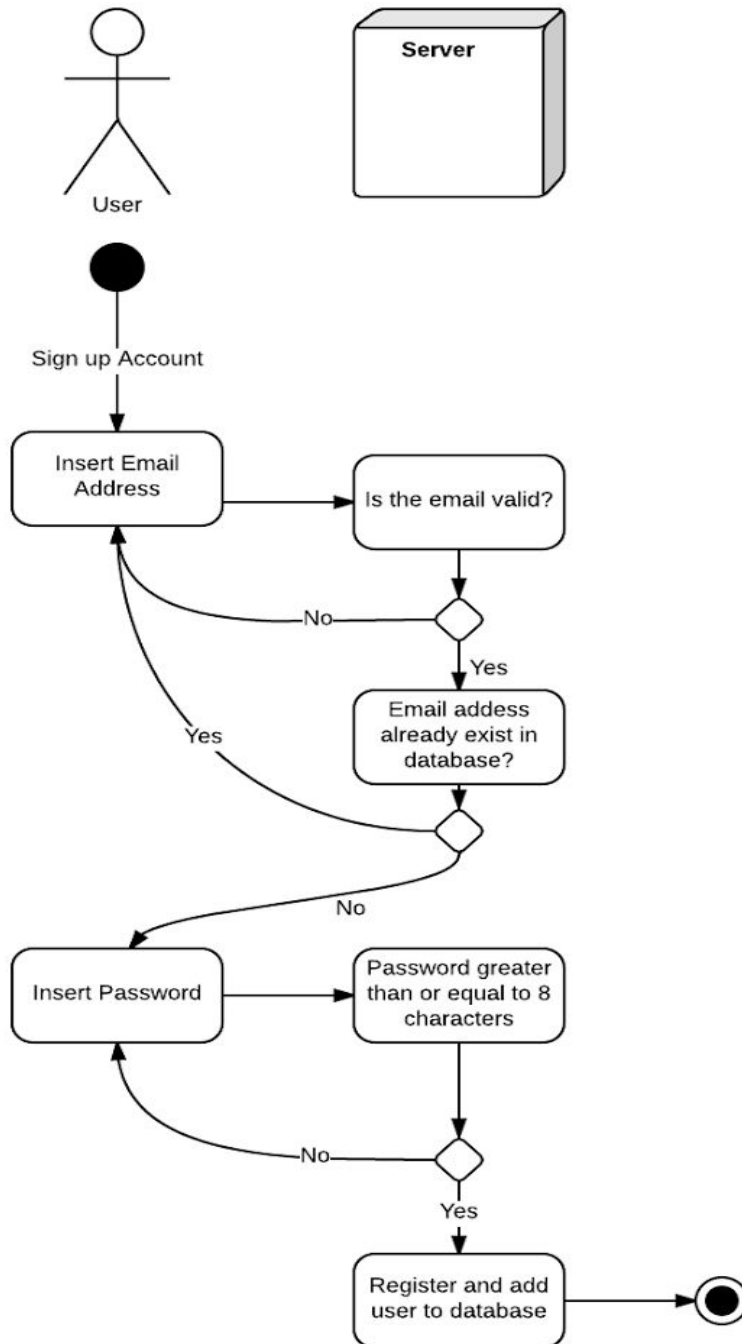 Server
User
Sign up Account
Insert Email
Address
Is the email valid?
No
Yes
Email addess
already exist in
database?
Yes
No
Insert Password
Password greater
than or equal to 8
characters
No
Yes
Register and add
user to database